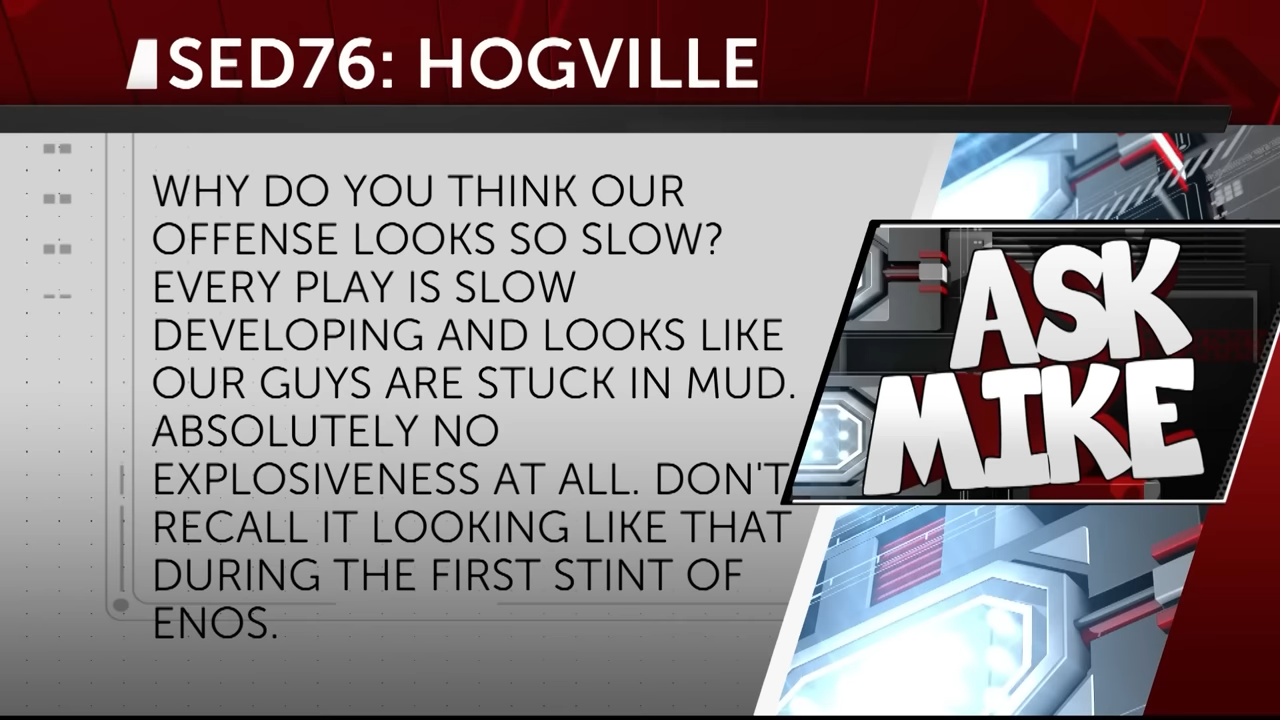 SED76: HOGVILLE
WHY DO YOU THINK OUR
OFFENSE LOOKS SO SLOW?
EVERY PLAY IS SLOW
DEVELOPING AND LOOKS LIKE
OUR GUYS ARE STUCK IN MUD.
ABSOLUTELY NO
EXPLOSIVENESS AT ALL. DON'T
RECALL IT LOOKING LIKE THAT
DURING THE FIRST STINT OF
ENOS.
ASK
MIKE